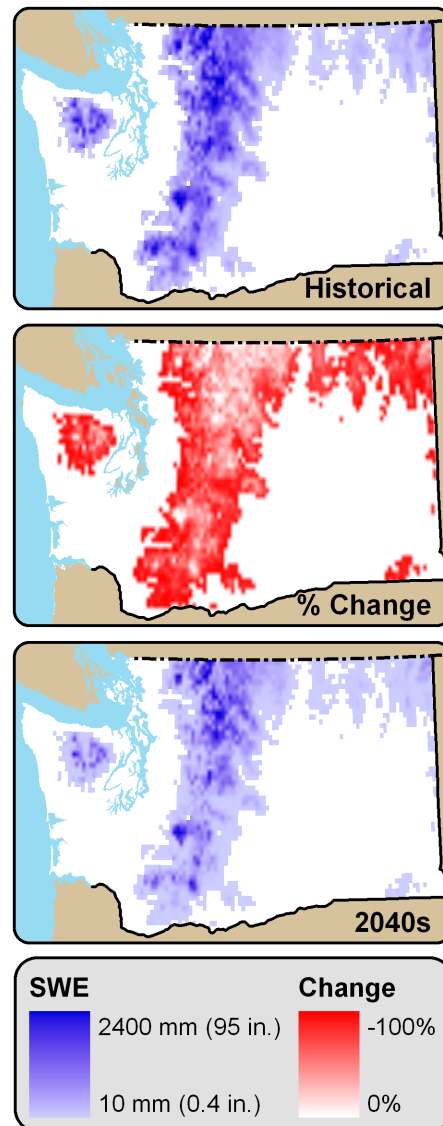 Historical
% Change
2040s
SWE
Change
2400 mm (95 in.)
-100%
10 mm (0.4 in.)
0%